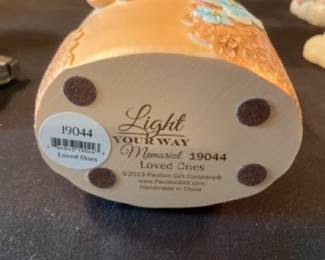 19044
Loved Ones
Light
YOUR WAY
Memorial 19044
Loved Ones
©2013 Pavilion Gift Company®
www.PavilionGift.com
Handmade in China